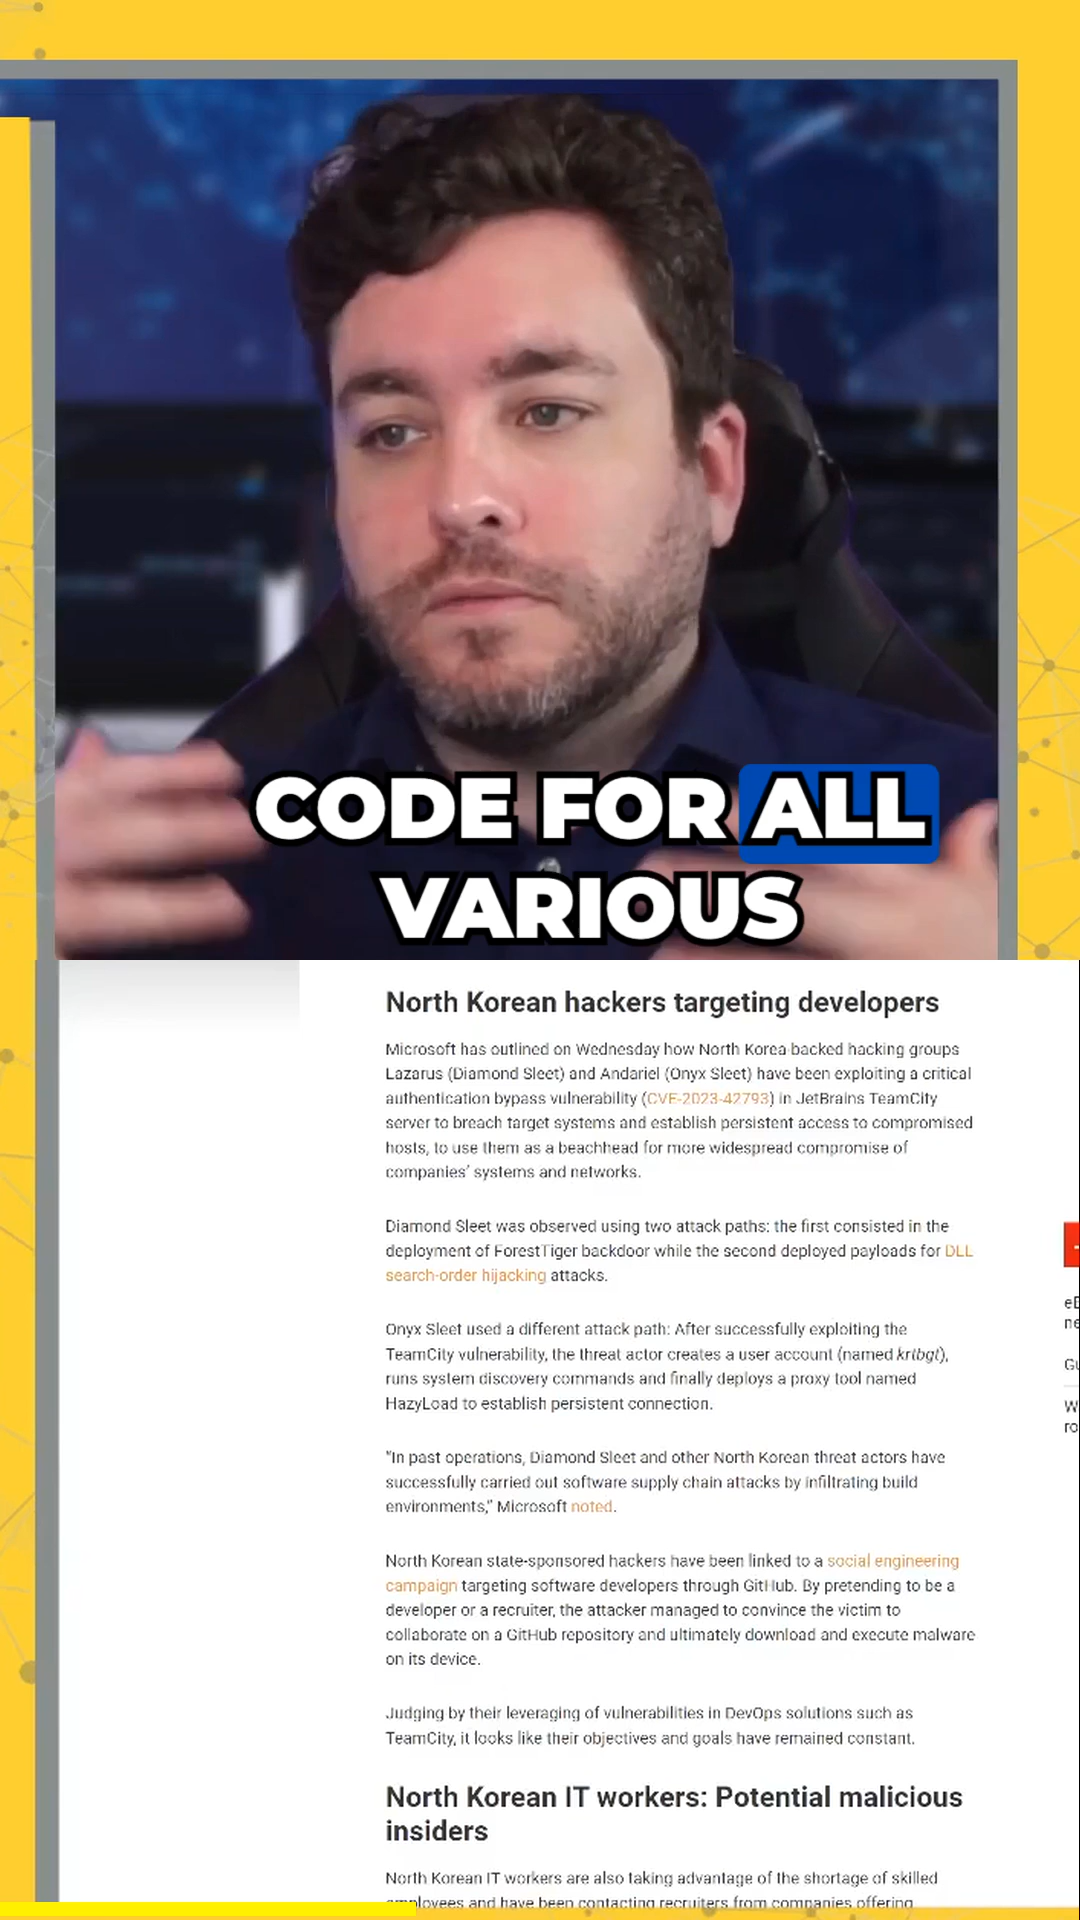 CODE FOR ALL
VARIOUS
North Korean hackers targeting developers
Microsoft has outlined on Wednesday how North Korea-backed hacking groups
Lazarus (Diamond Sleet) and Andariel (Onyx Sleet) have been exploiting a critical
authentication bypass vulnerability (CVE-2023-42793) in JetBrains TeamCity
server to breach target systems and establish persistent access to compromised
hosts, to use them as a beachhead for more widespread compromise of
companies’ systems and networks.
Diamond Sleet was observed using two attack paths: the first consisted in the
deployment of ForestTiger backdoor while the second deployed payloads for DLL
search-order hijacking attacks.
Onyx Sleet used a different attack path: After successfully exploiting the
TeamCity vulnerability, the threat actor creates a user account (named krtbgt),
runs system discovery commands and finally deploys a proxy tool named
HazyLoad to establish persistent connection.
“In past operations, Diamond Sleet and other North Korean threat actors have
successfully carried out software supply chain attacks by infiltrating build
environments,” Microsoft noted.
North Korean state-sponsored hackers have been linked to a social engineering
campaign targeting software developers through GitHub. By pretending to be a
developer or a recruiter, the attacker managed to convince the victim to
collaborate on a GitHub repository and ultimately download and execute malware
on its device.
Judging by their leveraging of vulnerabilities in DevOps solutions such as
TeamCity, it looks like their objectives and goals have remained constant.
North Korean IT workers: Potential malicious
insiders
North Korean IT workers are also taking advantage of the shortage of skilled
employees and have been contacting recruiters from companies offering